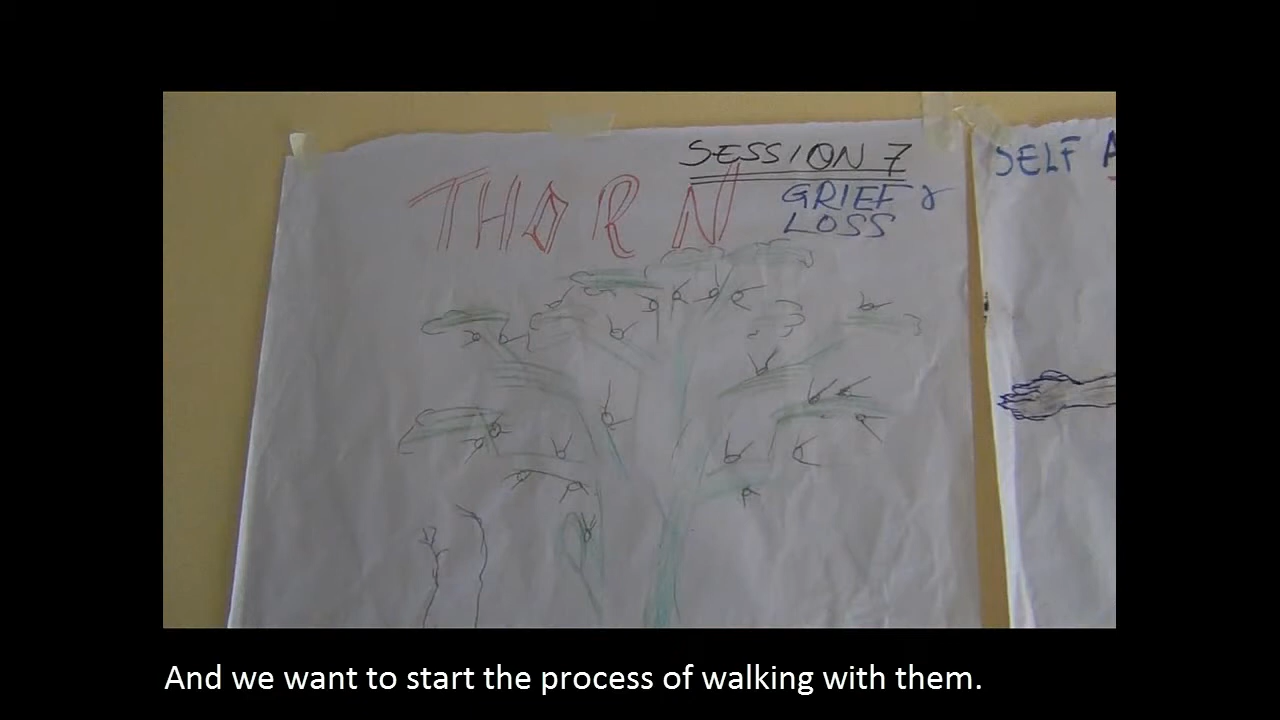 SESSION 7
THORN
GRIEF &
LOSS
SELF A
And we want to start the process of walking with them.